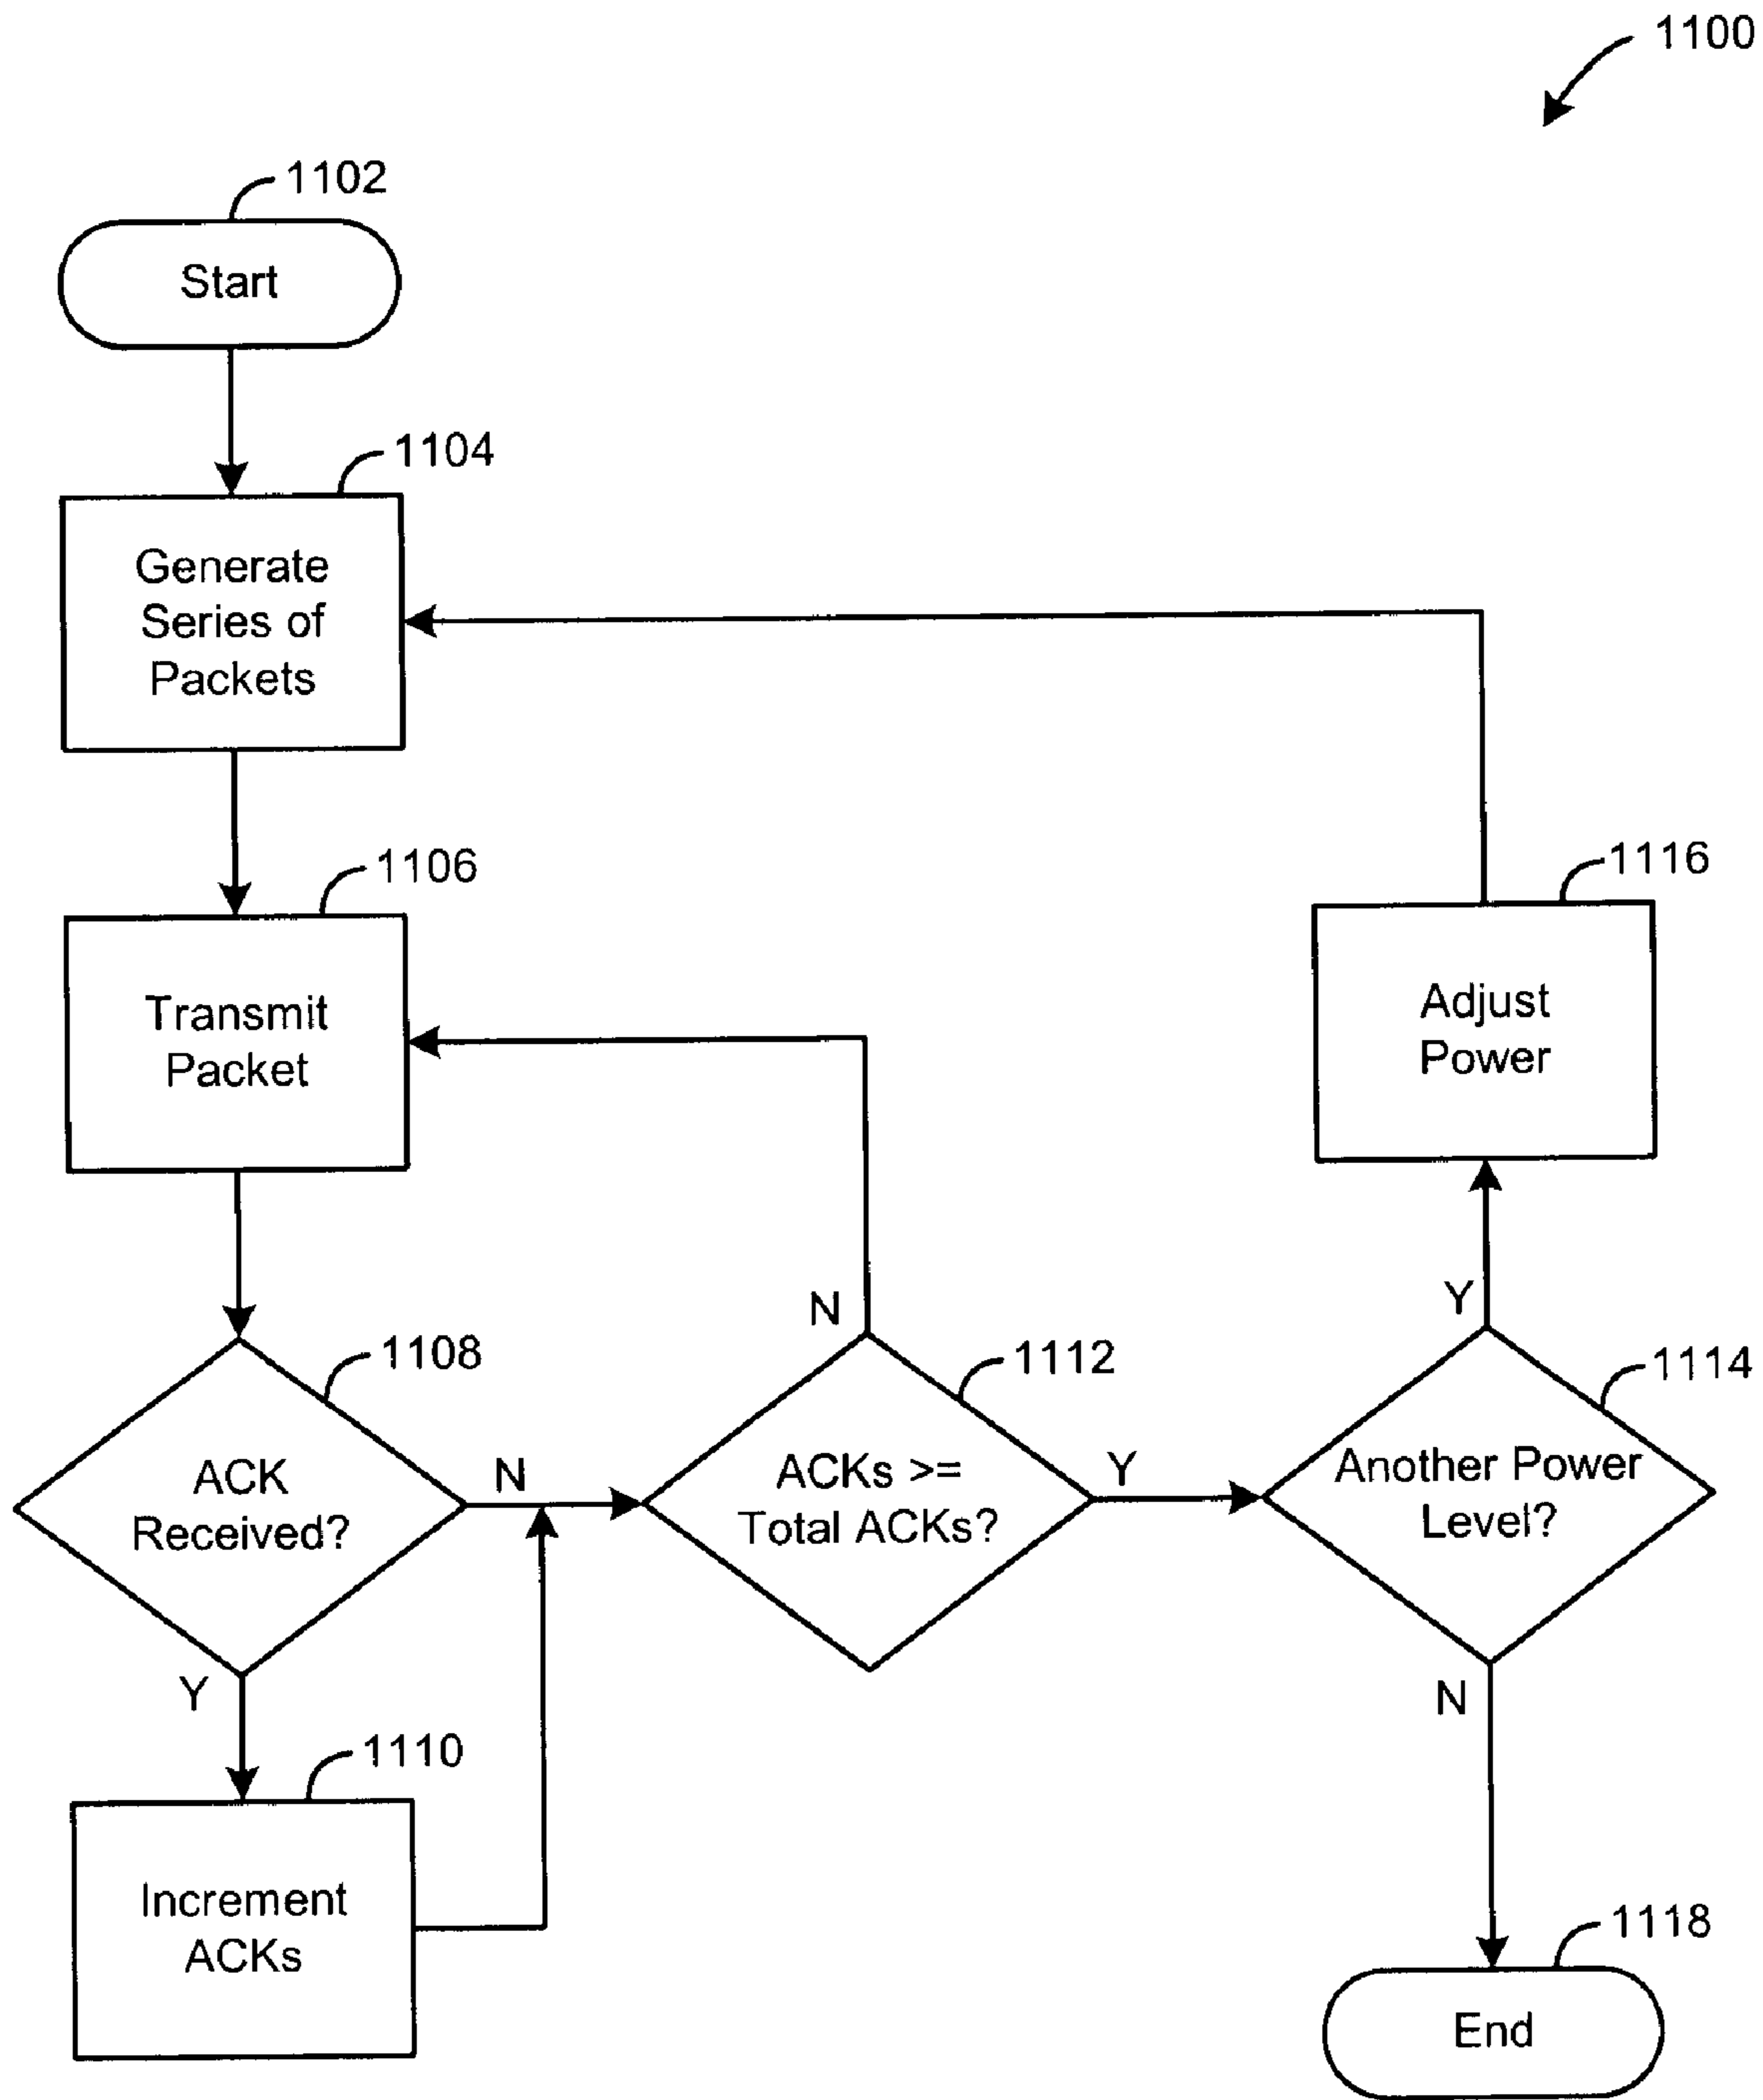 1100
1102
Start
1104
Generate
Series of
Packets
1106
Transmit
Packet
1116
Adjust
Power
1108
ACK
Received?
N
Y
1112
ACKs >=
Total ACKs?
N
Y
1114
Another Power
Level?
Y
N
1110
Increment
ACKs
1118
End